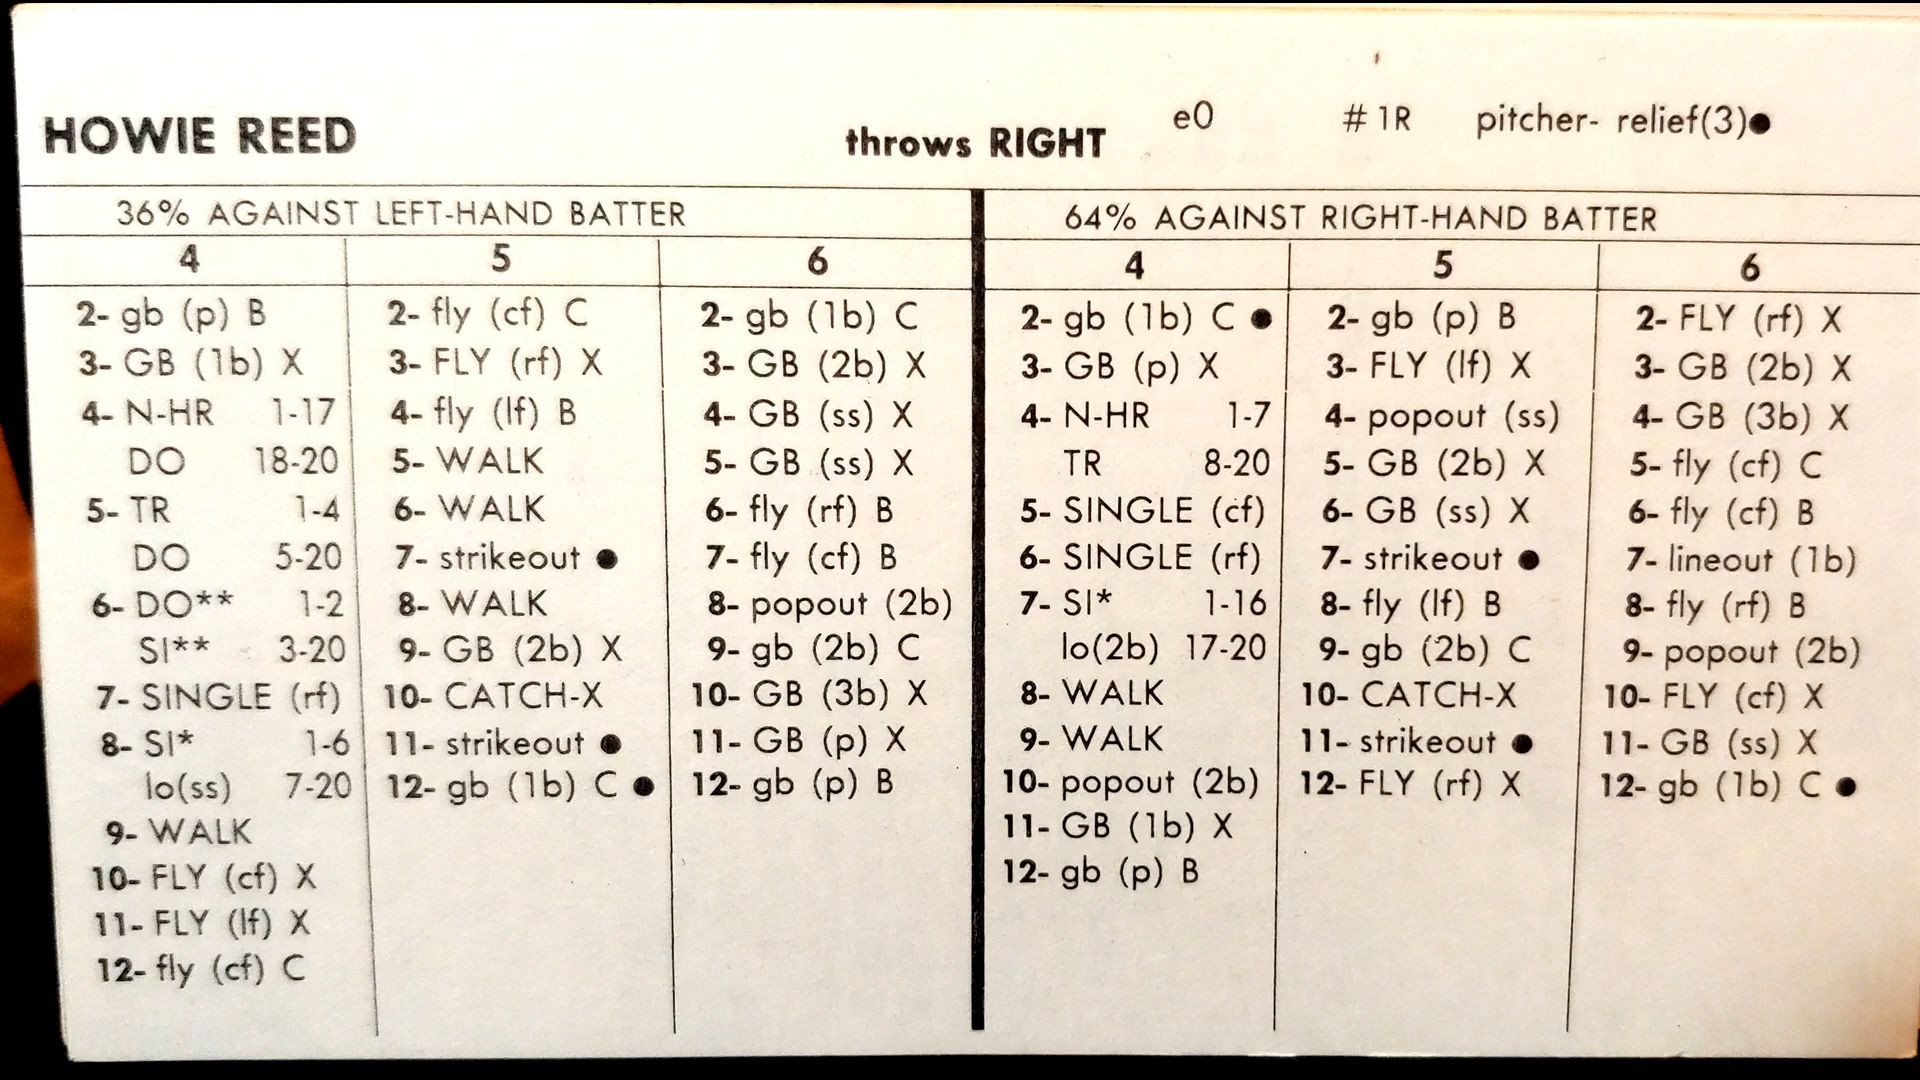 HOWIE REED throws RIGHT e0 # 1R pitcher- relief(3)●
36% AGAINST LEFT-HAND BATTER
4
2- gb (p) B
3- GB (1b) X
4- N-HR 1-17
DO 18-20
5- TR 1-4
DO 5-20
6- DO** 1-2
SI** 3-20
7- SINGLE (rf)
8- SI* 1-6
lo(ss) 7-20
9- WALK
10- FLY (cf) X
11- FLY (lf) X
12- fly (cf) C
5
2- fly (cf) C
3- FLY (rf) X
4- fly (lf) B
5- WALK
6- WALK
7- strikeout ●
8- WALK
9- GB (2b) X
10- CATCH-X
11- strikeout ●
12- gb (1b) C ●
6
2- gb (1b) C
3- GB (2b) X
4- GB (ss) X
5- GB (ss) X
6- fly (rf) B
7- fly (cf) B
8- popout (2b)
9- gb (2b) C
10- GB (3b) X
11- GB (p) X
12- gb (p) B
64% AGAINST RIGHT-HAND BATTER
4
2- gb (1b) C ●
3- GB (p) X
4- N-HR 1-7
TR 8-20
5- SINGLE (cf)
6- SINGLE (rf)
7- SI* 1-16
lo(2b) 17-20
8- WALK
9- WALK
10- popout (2b)
11- GB (1b) X
12- gb (p) B
5
2- gb (p) B
3- FLY (lf) X
4- popout (ss)
5- GB (2b) X
6- GB (ss) X
7- strikeout ●
8- fly (lf) B
9- gb (2b) C
10- CATCH-X
11- strikeout ●
12- FLY (rf) X
6
2- FLY (rf) X
3- GB (2b) X
4- GB (3b) X
5- fly (cf) C
6- fly (cf) B
7- lineout (1b)
8- fly (rf) B
9- popout (2b)
10- FLY (cf) X
11- GB (ss) X
12- gb (1b) C ●